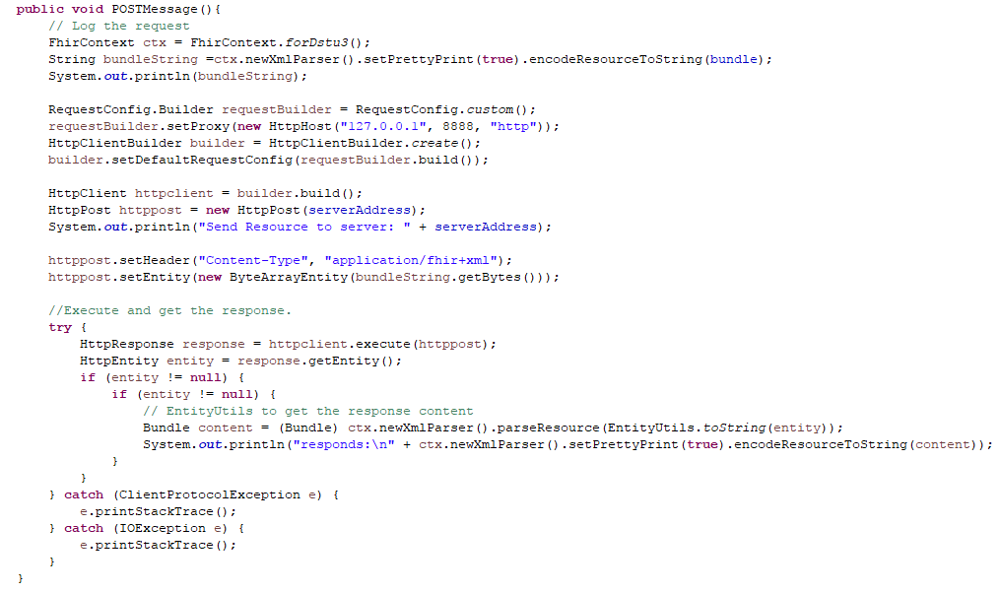 public void POSTMessage(){
// Log the request
FhirContext ctx = FhirContext.forDstu3();
String bundleString =ctx.newXmlParser().setPrettyPrint(true).encodeResourceToString(bundle);
System.out.println(bundleString);
RequestConfig.Builder requestBuilder = RequestConfig.custom();
requestBuilder.setProxy(new HttpHost("127.0.0.1", 8888, "http"));
HttpClientBuilder builder = HttpClientBuilder.create();
builder.setDefaultRequestConfig(requestBuilder.build());
HttpClient httpclient = builder.build();
HttpPost httppost = new HttpPost(serverAddress);
System.out.println("Send Resource to server: " + serverAddress);
httppost.setHeader("Content-Type", "application/fhir+xml");
httppost.setEntity(new ByteArrayEntity(bundleString.getBytes()));
//Execute and get the response.
try {
HttpResponse response = httpclient.execute(httppost);
HttpEntity entity = response.getEntity();
if (entity != null) {
if (entity != null) {
// EntityUtils to get the response content
Bundle content = (Bundle) ctx.newXmlParser().parseResource(EntityUtils.toString(entity));
System.out.println("responds:\n" + ctx.newXmlParser().setPrettyPrint(true).encodeResourceToString(content));
}
}
} catch (ClientProtocolException e) {
e.printStackTrace();
} catch (IOException e) {
e.printStackTrace();
}
}